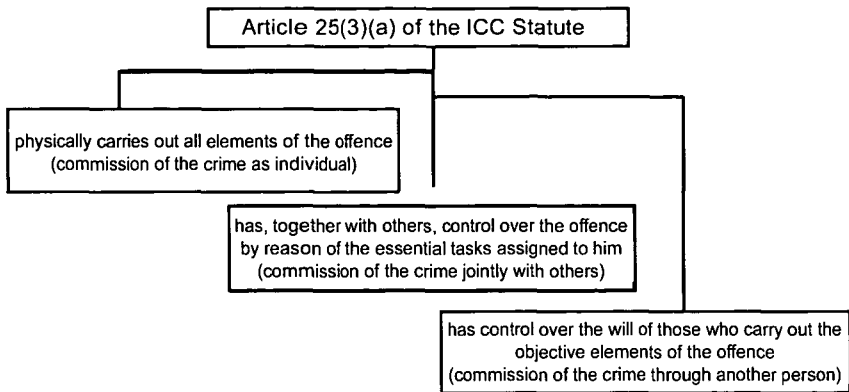 Article 25(3)(a) of the ICC Statute
physically carries out all elements of the offence
(commission of the crime as individual)
has, together with others, control over the offence
by reason of the essential tasks assigned to him
(commission of the crime jointly with others)
has control over the will of those who carry out the
objective elements of the offence
(commission of the crime through another person)